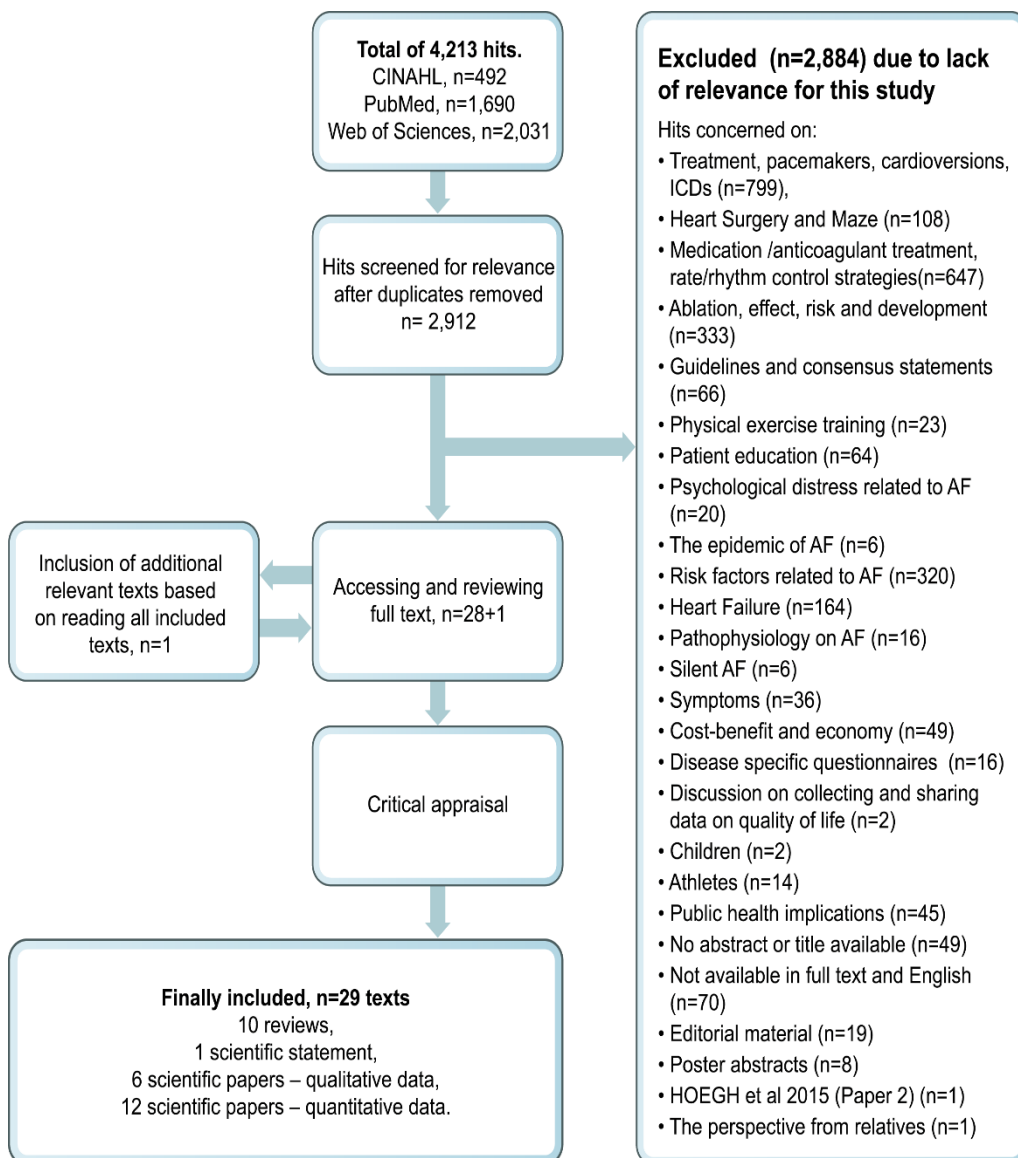 Total of 4,213 hits.
CINAHL, n=492
PubMed, n=1,690
Web of Sciences, n=2,031
Hits screened for relevance
after duplicates removed
n= 2,912
Inclusion of additional
relevant texts based
on reading all included
texts, n=1
Accessing and reviewing
full text, n=28+1
Critical appraisal
Finally included, n=29 texts
10 reviews,
1 scientific statement,
6 scientific papers – qualitative data,
12 scientific papers – quantitative data.
Excluded (n=2,884) due to lack
of relevance for this study
Hits concerned on:
• Treatment, pacemakers, cardioversions,
ICDs (n=799),
• Heart Surgery and Maze (n=108)
• Medication /anticoagulant treatment,
rate/rhythm control strategies(n=647)
• Ablation, effect, risk and development
(n=333)
• Guidelines and consensus statements
(n=66)
• Physical exercise training (n=23)
• Patient education (n=64)
• Psychological distress related to AF
(n=20)
• The epidemic of AF (n=6)
• Risk factors related to AF (n=320)
• Heart Failure (n=164)
• Pathophysiology on AF (n=16)
• Silent AF (n=6)
• Symptoms (n=36)
• Cost-benefit and economy (n=49)
• Disease specific questionnaires (n=16)
• Discussion on collecting and sharing
data on quality of life (n=2)
• Children (n=2)
• Athletes (n=14)
• Public health implications (n=45)
• No abstract or title available (n=49)
• Not available in full text and English
(n=70)
• Editorial material (n=19)
• Poster abstracts (n=8)
• HOEGH et al 2015 (Paper 2) (n=1)
• The perspective from relatives (n=1)